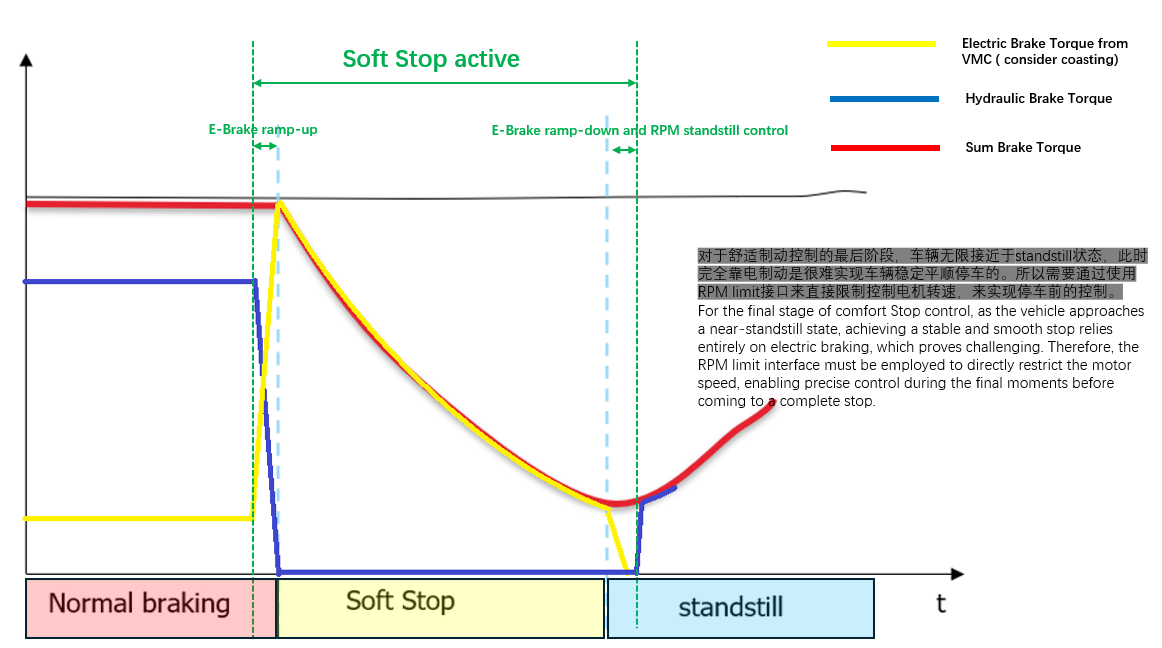 Soft Stop active
E-Brake ramp-up
E-Brake ramp-down and RPM standstill control
Electric Brake Torque from
VMC ( consider coasting)
Hydraulic Brake Torque
Sum Brake Torque
对于舒适制动控制的最后阶段，车辆无限接近于standstill状态，此时
完全靠电制动是很难实现车辆稳定平顺停车的。所以需要通过使用
RPM limit接口来直接限制控制电机转速，来实现停车前的控制。
For the final stage of comfort Stop control, as the vehicle approaches
a near-standstill state, achieving a stable and smooth stop relies
entirely on electric braking, which proves challenging. Therefore, the
RPM limit interface must be employed to directly restrict the motor
speed, enabling precise control during the final moments before
coming to a complete stop.
Normal braking
Soft Stop
standstill
t